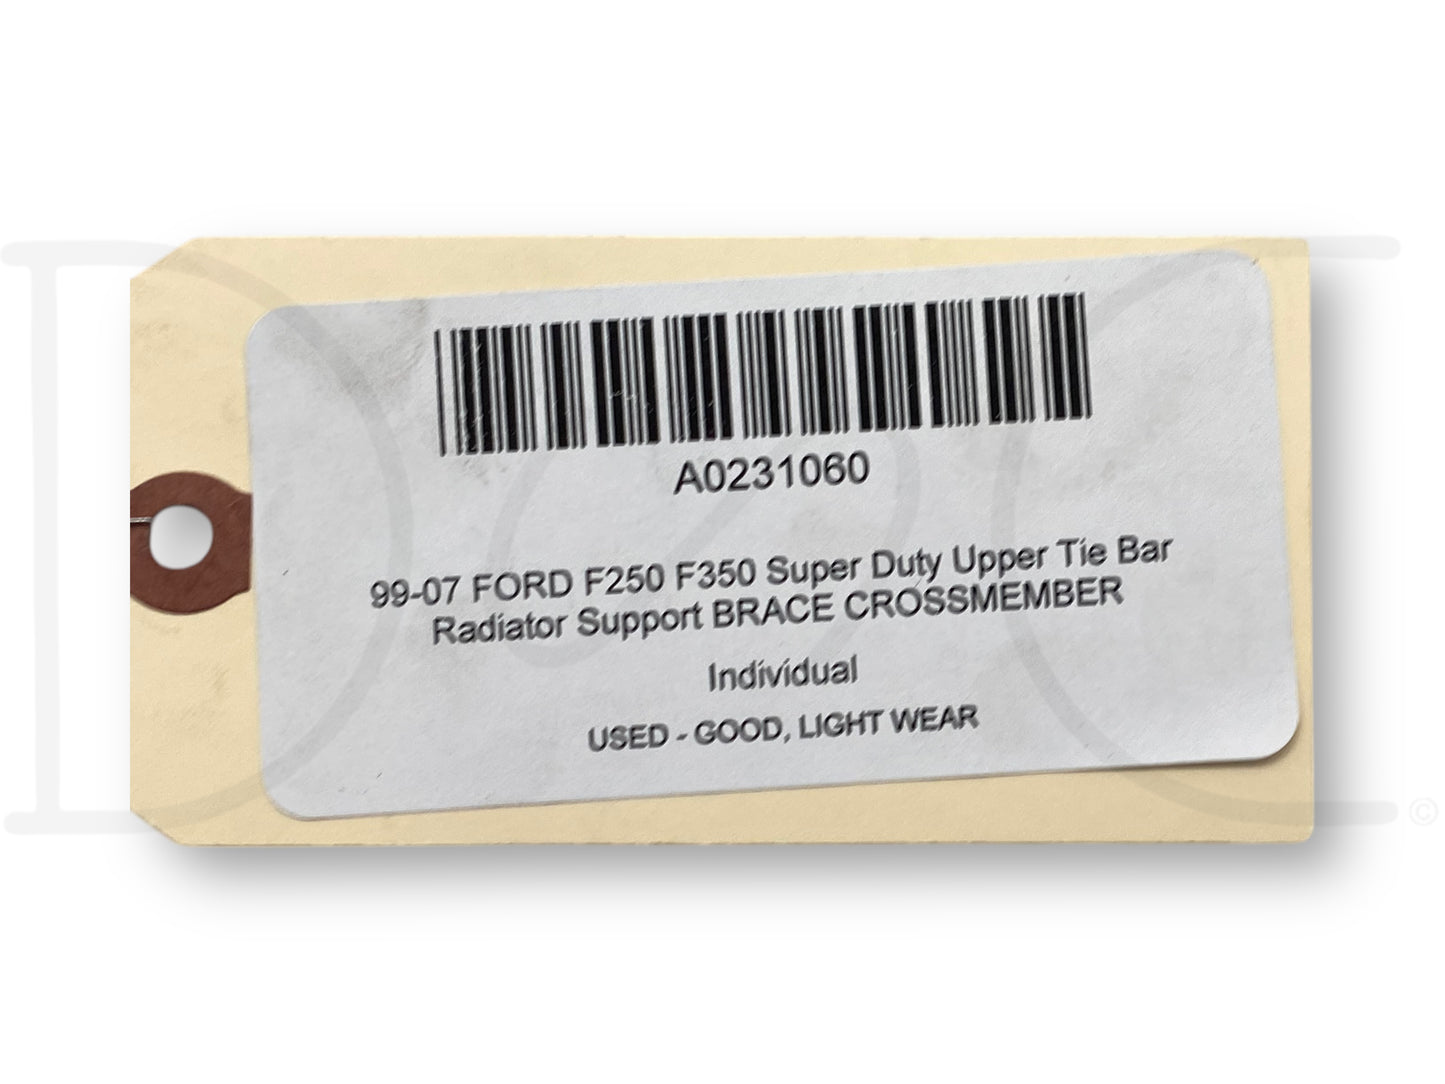 A0231060
99-07 FORD F250 F350 Super Duty Upper Tie Bar
Radiator Support BRACE CROSSMEMBER
Individual
USED - GOOD, LIGHT WEAR
©